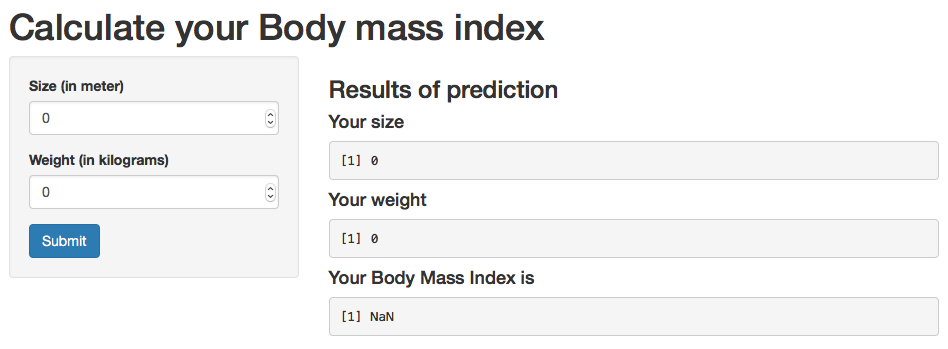 Calculate your Body mass index
Size (in meter)
0
Weight (in kilograms)
0
Submit
Results of prediction
Your size
[1] 0
Your weight
[1] 0
Your Body Mass Index is
[1] NaN